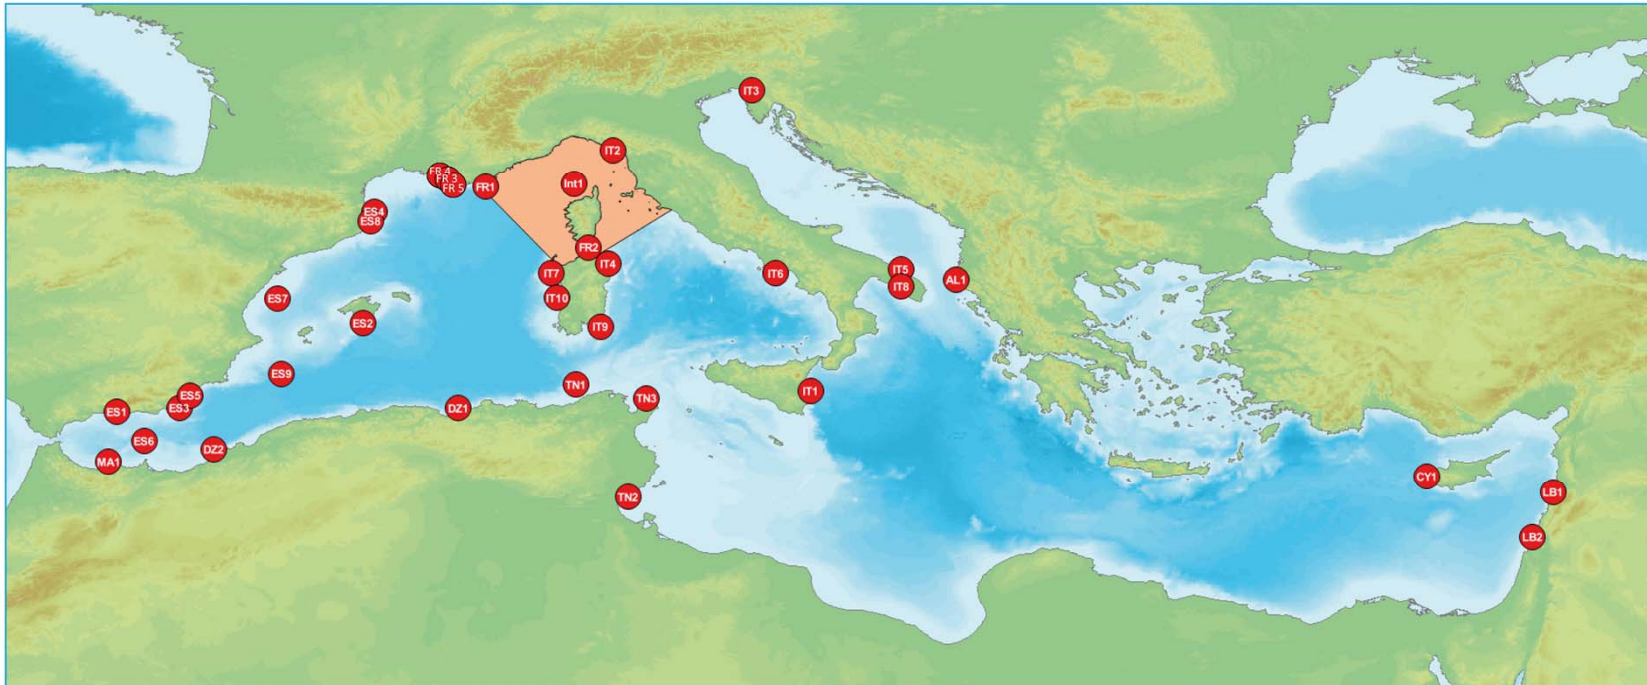 IT3
IT2
FR 4
FR 3
FR 5
FR1
Int1
ES4
ES8
FR2
IT4
IT7
IT6
IT5
IT8
AL1
IT10
ES7
ES2
IT9
ES9
TN1
IT1
ES5
ES3
ES1
DZ1
TN3
ES6
DZ2
MA1
CY1
LB1
TN2
LB2